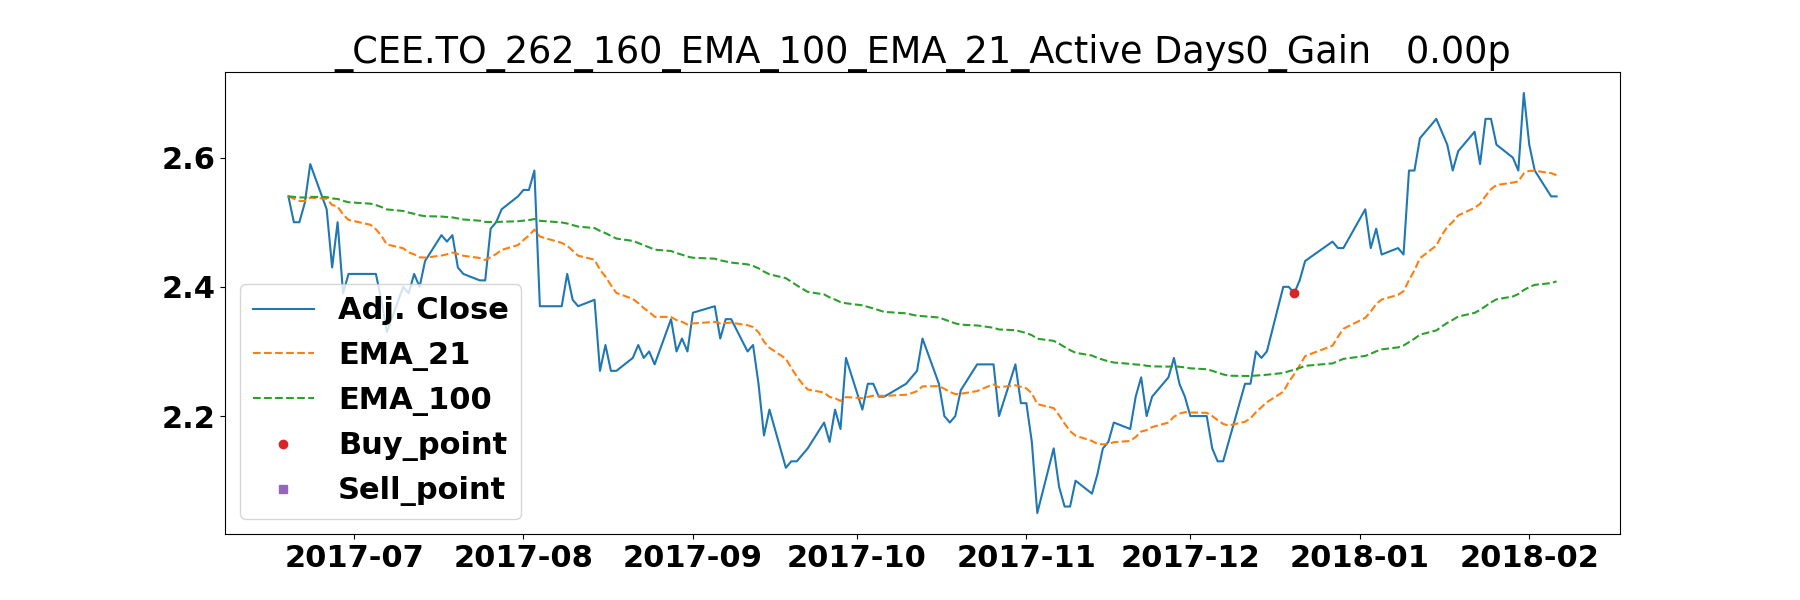 _CEE.TO_262_160_EMA_100_EMA_21_Active Days0_Gain   0.00p
2.6
2.4
2.2
Adj. Close
EMA_21
EMA_100
Buy_point
Sell_point
2017-07 2017-08 2017-09 2017-10 2017-11 2017-12 2018-01 2018-02